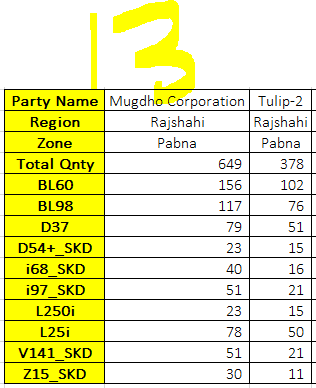 13
Party Name Mugdho Corporation Tulip-2
Region Rajshahi Rajshahi
Zone Pabna Pabna
Total Qnty 649 378
BL60 156 102
BL98 117 76
D37 79 51
D54+_SKD 23 15
i68_SKD 40 16
i97_SKD 51 21
L250i 23 15
L25i 78 50
V141_SKD 51 21
Z15_SKD 30 11